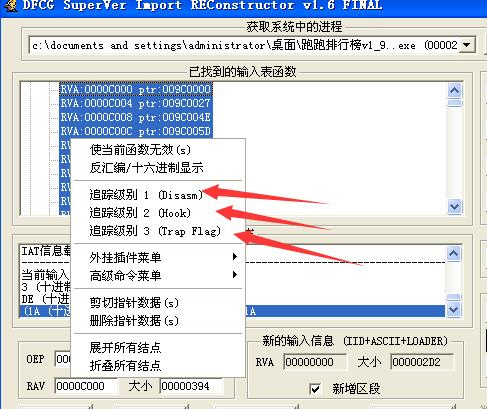 DFCG SuperVer Import REConstructor v1.6 FINAL
获取系统中的进程
c:\documents and settings\administrator\桌面\跑跑排行榜v1_9..exe (00002
已找到的输入表函数
RVA:0000C000 ptr:009C0000
RVA:0000C004 ptr:009C0027
RVA:0000C008 ptr:009C004E
RVA:0000C00C ptr:009C005D
使当前函数无效(s)
反汇编/十六进制显示
追踪级别 1 (Disasm)
追踪级别 2 (Hook)
追踪级别 3 (Trap Flag)
外挂插件菜单
高级命令菜单
剪切指针数据(s)
删除指针数据(s)
展开所有结点
折叠所有结点
IAT信息
当前输入
3 (十进
DE (十进
(1A (十 1A
新的输入信息 (IID+ASCII+LOADER)
OEP
RVA 00000000 大小 000002D2
RAV 0000C000 大小 00000394
新增区段